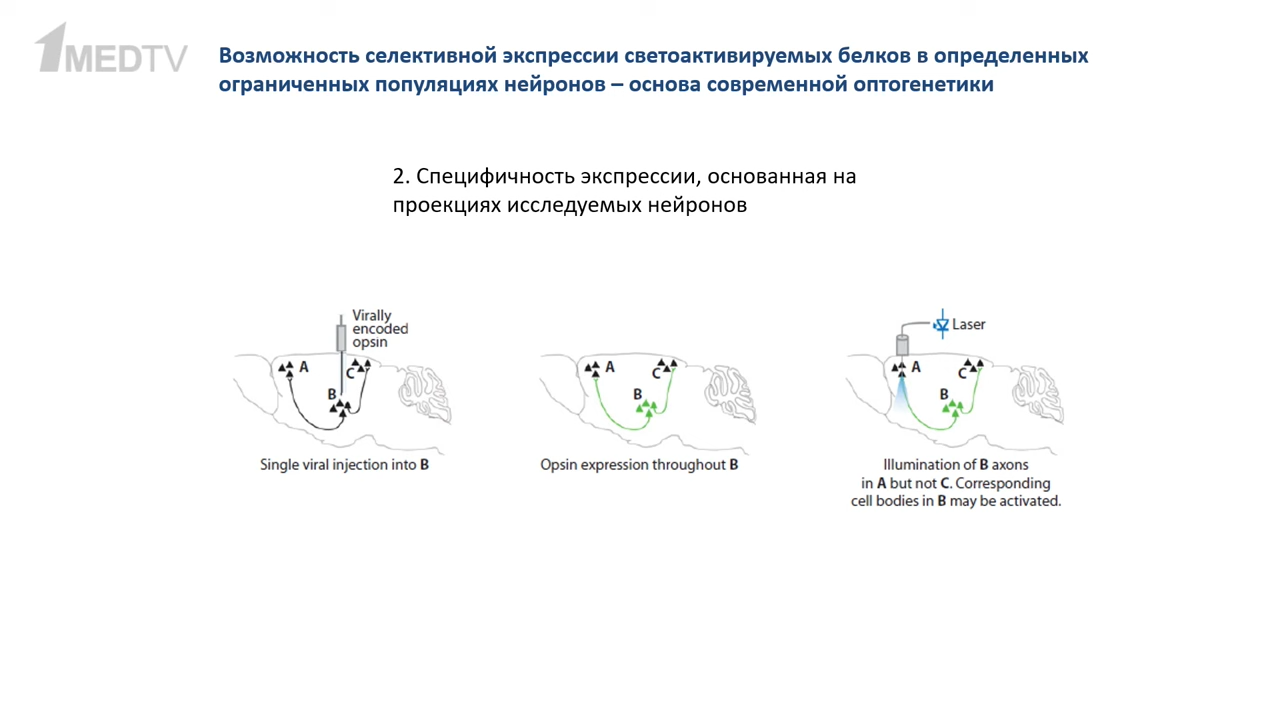 1MEDTV
Возможность селективной экспрессии светоактивируемых белков в определенных
ограниченных популяциях нейронов – основа современной оптогенетики
2. Специфичность экспрессии, основанная на
проекциях исследуемых нейронов
Virally
encoded
opsin
A
C
B
Single viral injection into B
A
C
B
Opsin expression throughout B
Laser
A
C
B
Illumination of B axons
in A but not C. Corresponding
cell bodies in B may be activated.